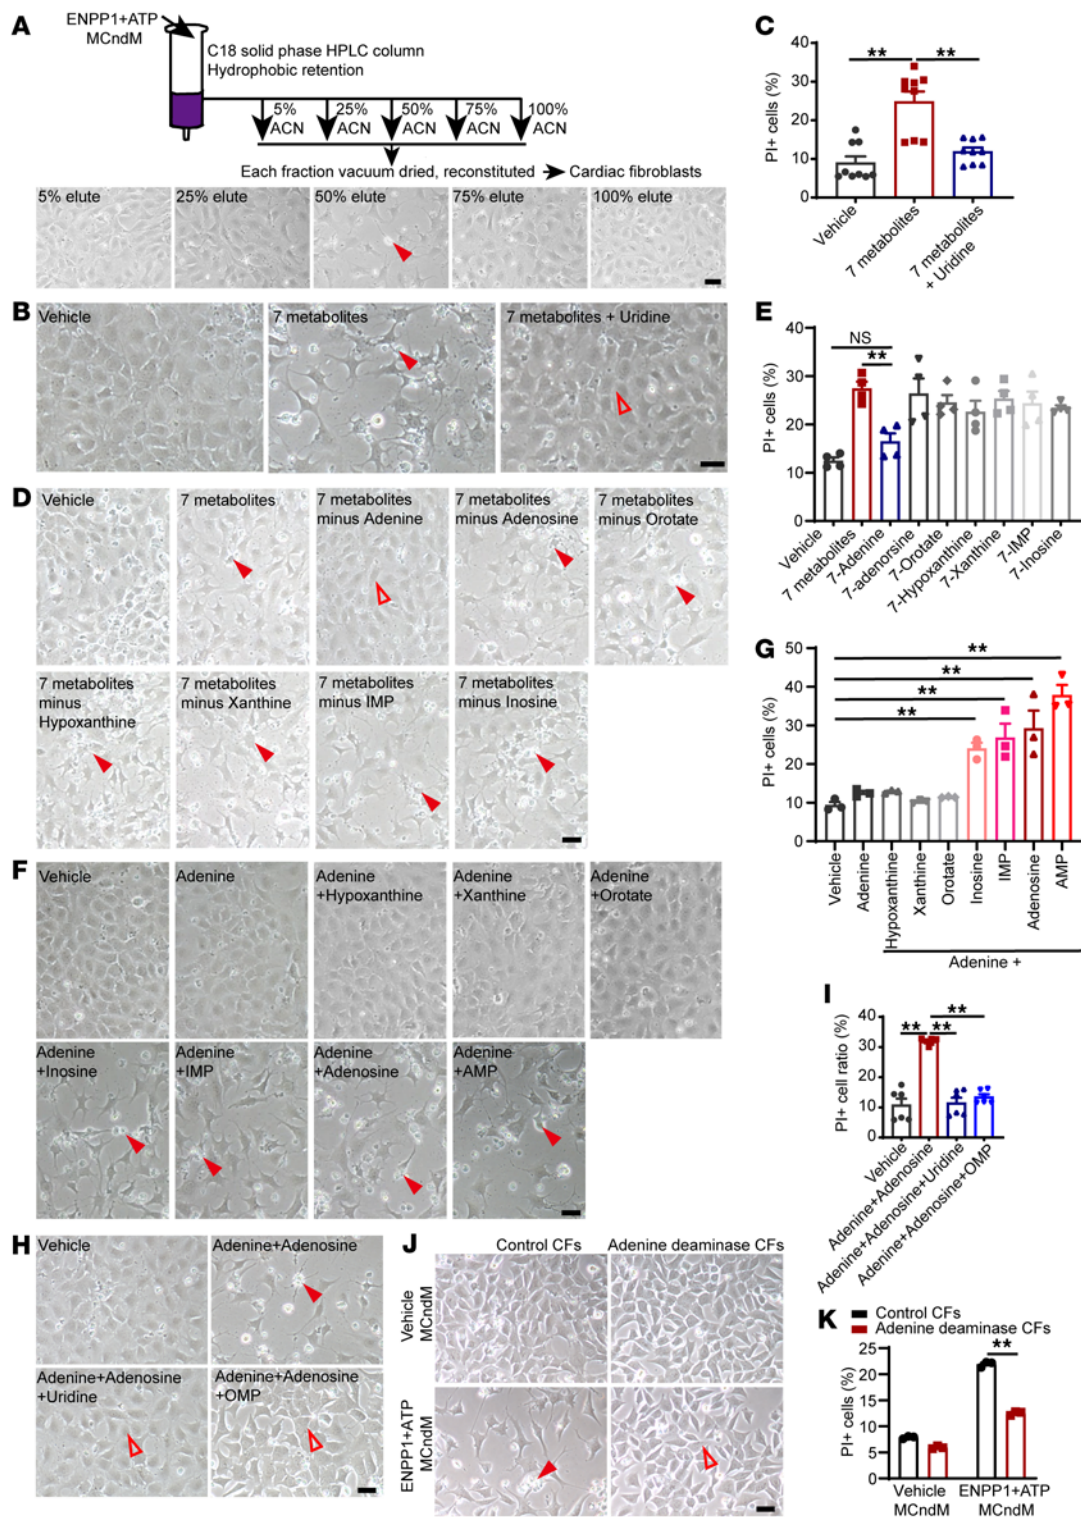 A
ENPP1+ATP
MCndM
C18 solid phase HPLC column
Hydrophobic retention
5%
ACN
25%
ACN
50%
ACN
75%
ACN
100%
ACN
Each fraction vacuum dried, reconstituted
Cardiac fibroblasts
5% elute
25% elute
50% elute
75% elute
100% elute
B
Vehicle
7 metabolites
7 metabolites + Uridine
C
PI+ cells (%)
40
30
20
10
0
**
**
Vehicle
7 metabolites
7 metabolites
+ Uridine
D
Vehicle
7 metabolites
7 metabolites
minus Adenine
7 metabolites
minus Adenosine
7 metabolites
minus Orotate
7 metabolites
minus
Hypoxanthine
7 metabolites
minus Xanthine
7 metabolites
minus IMP
7 metabolites
minus Inosine
E
PI+ cells (%)
40
30
20
10
0
NS
**
Vehicle
7 metabolites
7-Adenine
7-adenorsine
7-Orotate
7-Hypoxanthine
7-Xanthine
7-IMP
7-Inosine
F
Vehicle
Adenine
Adenine
+Hypoxanthine
Adenine
+Xanthine
Adenine
+Orotate
Adenine
+Inosine
Adenine
+IMP
Adenine
+Adenosine
Adenine
+AMP
G
PI+ cells (%)
50
40
30
20
10
0
**
**
**
**
Vehicle
Adenine
Hypoxanthine
Xanthine
Orotate
Inosine
IMP
Adenosine
AMP
Adenine +
H
Vehicle
Adenine+Adenosine
Adenine+Adenosine
+Uridine
Adenine+Adenosine
+OMP
I
PI+ cell ratio (%)
40
30
20
10
0
**
**
**
Vehicle
Adenine+Adenosine
Adenine+Adenosine+Uridine
Adenine+Adenosine+OMP
J
Control CFs
Adenine deaminase CFs
Vehicle
MCndM
ENPP1+ATP
MCndM
K
Control CFs
Adenine deaminase CFs
PI+ cells (%)
25
20
15
10
5
0
**
Vehicle
MCndM
ENPP1+ATP
MCndM